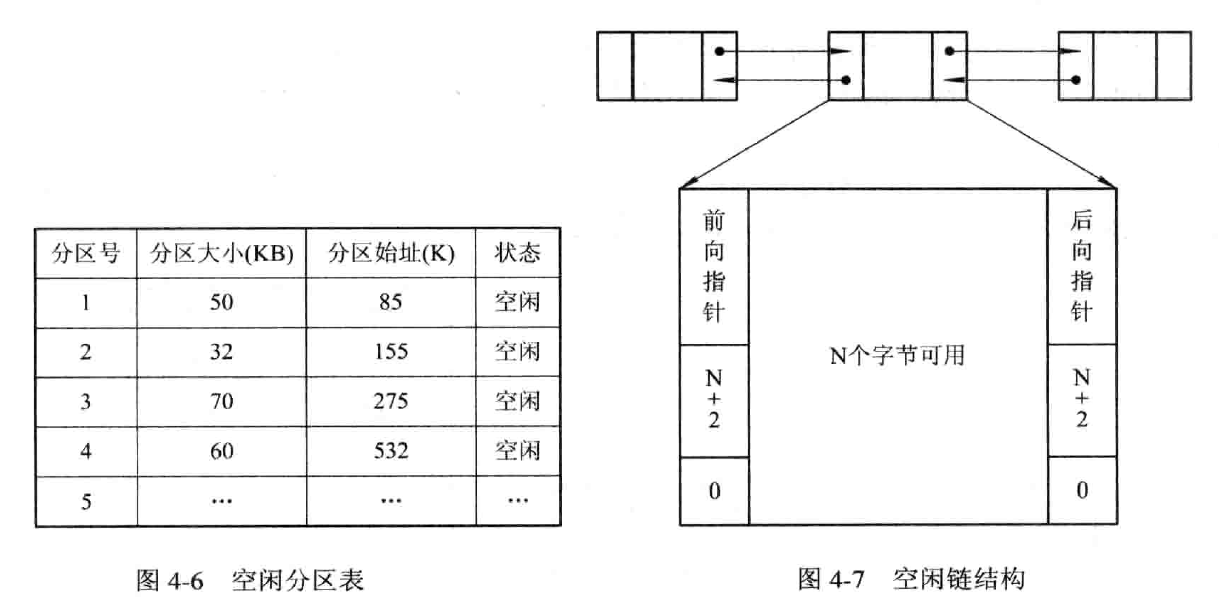 分区号 分区大小(KB) 分区始址(K) 状态
1 50 85 空闲
2 32 155 空闲
3 70 275 空闲
4 60 532 空闲
5 … … …
图 4-6 空闲分区表
前向指针
N+2
0
N个字节可用
后向指针
N+2
0
图 4-7 空闲链结构